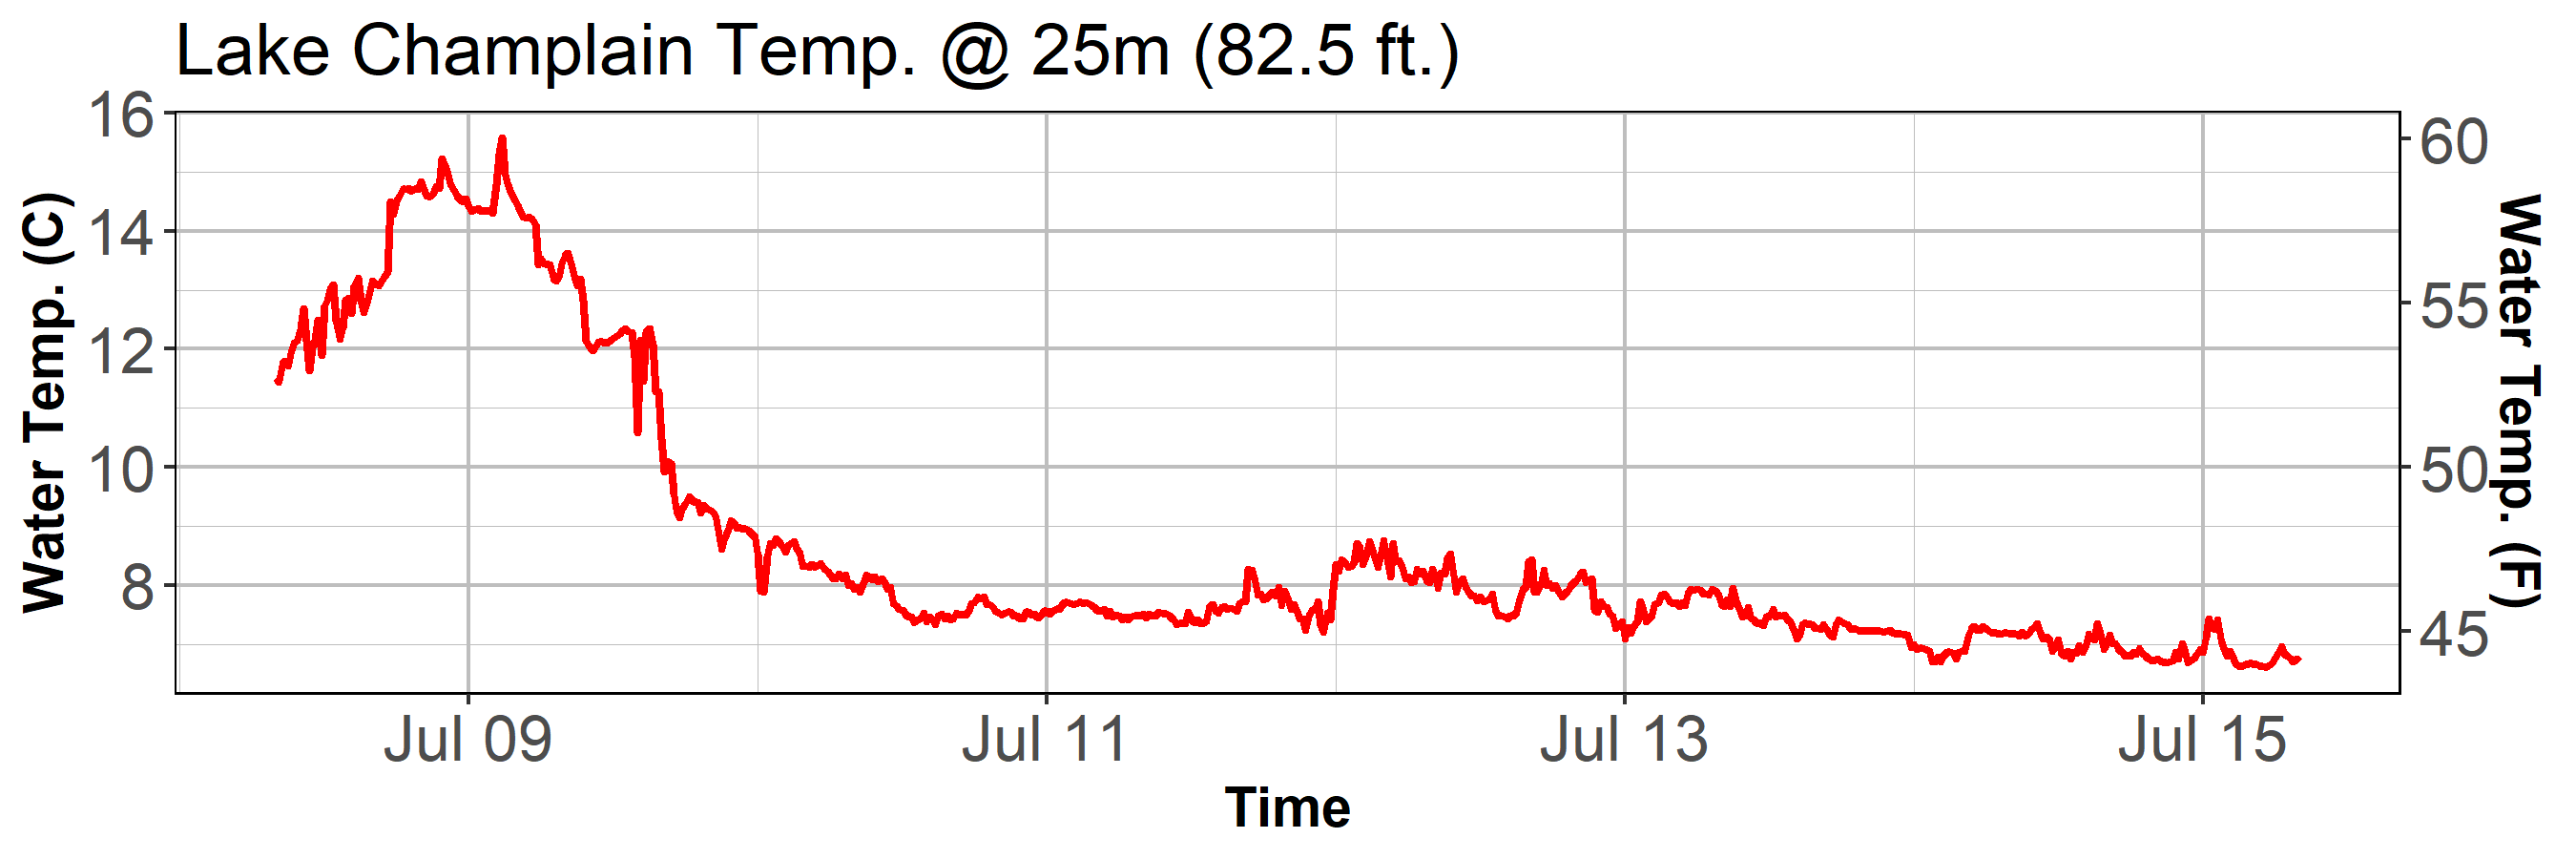 Lake Champlain Temp. @ 25m (82.5 ft.)
Water Temp. (C)
16
14
12
10
8
60
55
50
45
Water Temp. (F)
Jul 09
Jul 11
Jul 13
Jul 15
Time